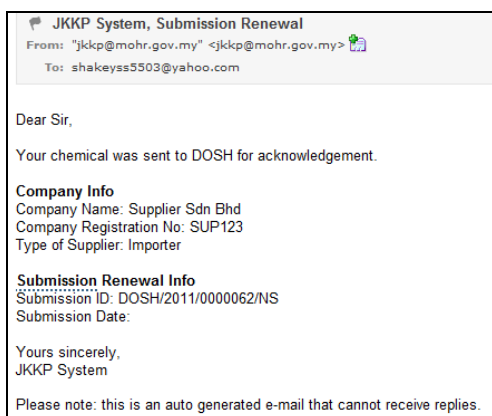 JKKP System, Submission Renewal
From: "jkkp@mohr.gov.my" <jkkp@mohr.gov.my>
To: shakeyss5503@yahoo.com
Dear Sir,
Your chemical was sent to DOSH for acknowledgement.
Company Info
Company Name: Supplier Sdn Bhd
Company Registration No: SUP123
Type of Supplier: Importer
Submission Renewal Info
Submission ID: DOSH/2011/0000062/NS
Submission Date:
Yours sincerely,
JKKP System
Please note: this is an auto generated e-mail that cannot receive replies.